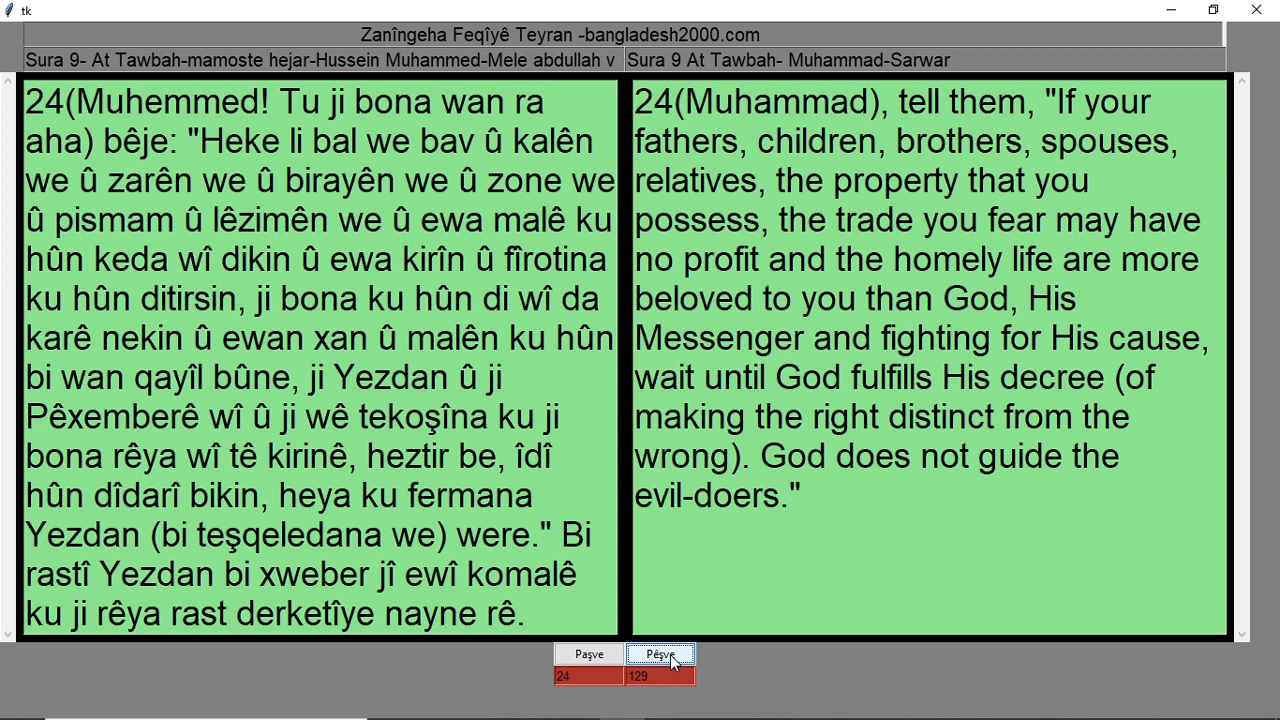 tk
Zanîngeha Feqîyê Teyran -bangladesh2000.com
Sura 9- At Tawbah-mamoste hejar-Hussein Muhammed-Mele abdullah v
Sura 9 At Tawbah- Muhammad-Sarwar
24(Muhemmed! Tu ji bona wan ra
aha) bêje: "Heke li bal we bav û kalên
we û zarên we û birayên we û zone we
û pismam û lêzimên we û ewa malê ku
hûn keda wî dikin û ewa kirîn û fîrotina
ku hûn ditirsin, ji bona ku hûn di wî da
karê nekin û ewan xan û malên ku hûn
bi wan qayîl bûne, ji Yezdan û ji
Pêxemberê wî û ji wê tekoşîna ku ji
bona rêya wî tê kirinê, heztir be, îdî
hûn dîdarî bikin, heya ku fermana
Yezdan (bi teşqeledana we) were." Bi
rastî Yezdan bi xweber jî ewî komalê
ku ji rêya rast derketîye nayne rê.
24(Muhammad), tell them, "If your
fathers, children, brothers, spouses,
relatives, the property that you
possess, the trade you fear may have
no profit and the homely life are more
beloved to you than God, His
Messenger and fighting for His cause,
wait until God fulfills His decree (of
making the right distinct from the
wrong). God does not guide the
evil-doers."
Paşve
Pêşve
24
129